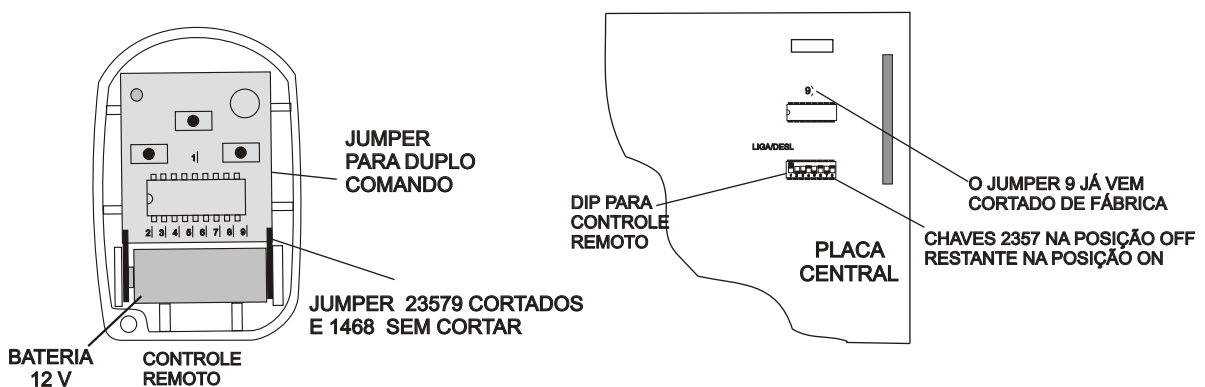 1
2 3 4 5 6 7 8 9
JUMPER
PARA DUPLO
COMANDO
JUMPER 23579 CORTADOS
E 1468 SEM CORTAR
BATERIA
12 V
CONTROLE
REMOTO
9
LIGA/DESL
DIP PARA
CONTROLE
REMOTO
PLACA
CENTRAL
O JUMPER 9 JÁ VEM
CORTADO DE FÁBRICA
CHAVES 2357 NA POSIÇÃO OFF
RESTANTE NA POSIÇÃO ON